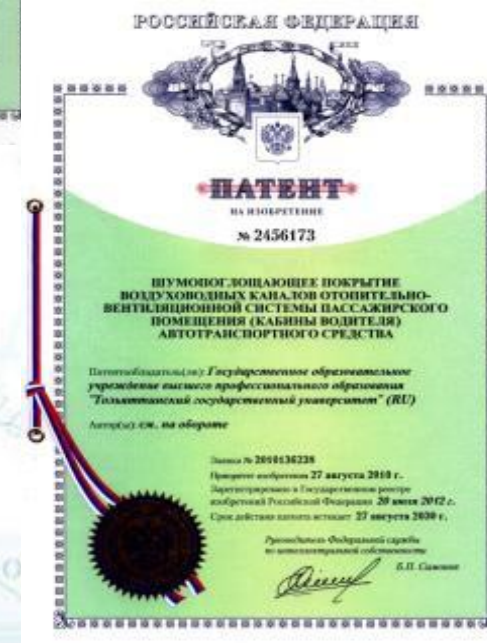 РОССИЙСКАЯ ФЕДЕРАЦИЯ
ПАТЕНТ
НА ИЗОБРЕТЕНИЕ
№ 2456173
ШУМОПОГЛОЩАЮЩЕЕ ПОКРЫТИЕ
ВОЗДУХОВОДНЫХ КАНАЛОВ ОТОПИТЕЛЬНО-
ВЕНТИЛЯЦИОННОЙ СИСТЕМЫ ПАССАЖИРСКОГО
ПОМЕЩЕНИЯ (КАБИНЫ ВОДИТЕЛЯ)
АВТОТРАНСПОРТНОГО СРЕДСТВА
Патентообладатель(ли): Государственное образовательное
учреждение высшего профессионального образования
"Тольяттинский государственный университет" (RU)
Автор(ы): см. на обороте
Заявка № 2010136228
Приоритет изобретения 27 августа 2010 г.
Зарегистрировано в Государственном реестре
изобретений Российской Федерации 20 июля 2012 г.
Срок действия патента истекает 27 августа 2030 г.
Руководитель Федеральной службы
по интеллектуальной собственности
Б.П. Симонов